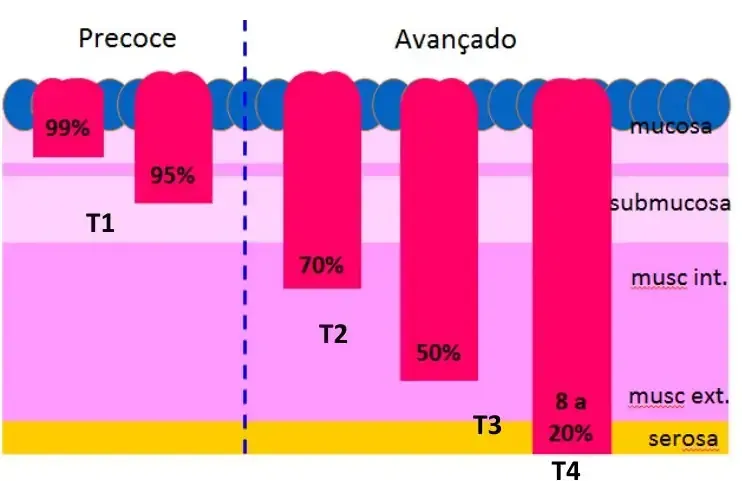 Precoce
Avançado
99%
mucosa
95%
submucosa
T1
70%
musc int.
T2
50%
musc ext.
8 a
20%
T3
serosa
T4